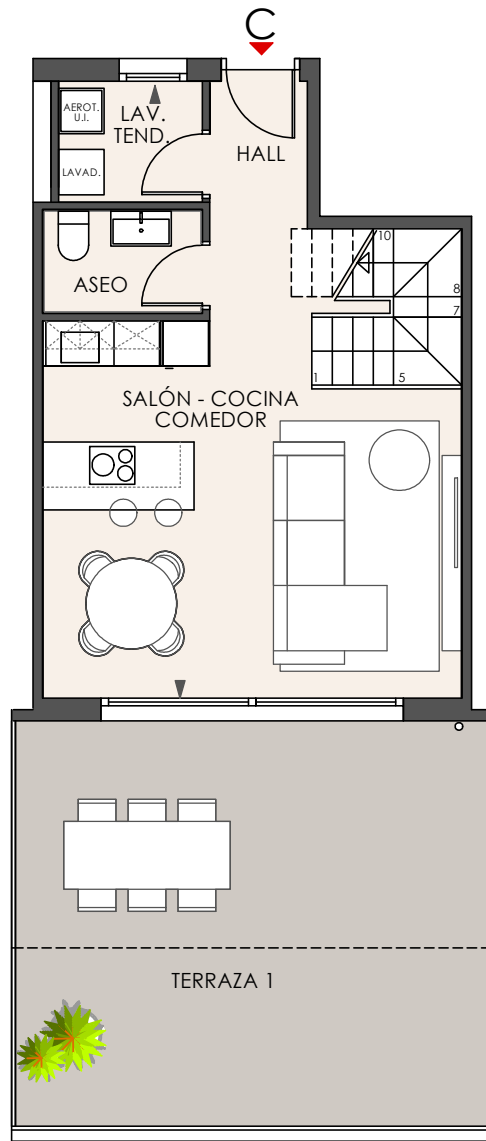 C
AEROT.
U.I.
LAV.
TEND.
HALL
LAVAD.
ASEO
10
8
7
1
5
SALÓN - COCINA
COMEDOR
TERRAZA 1